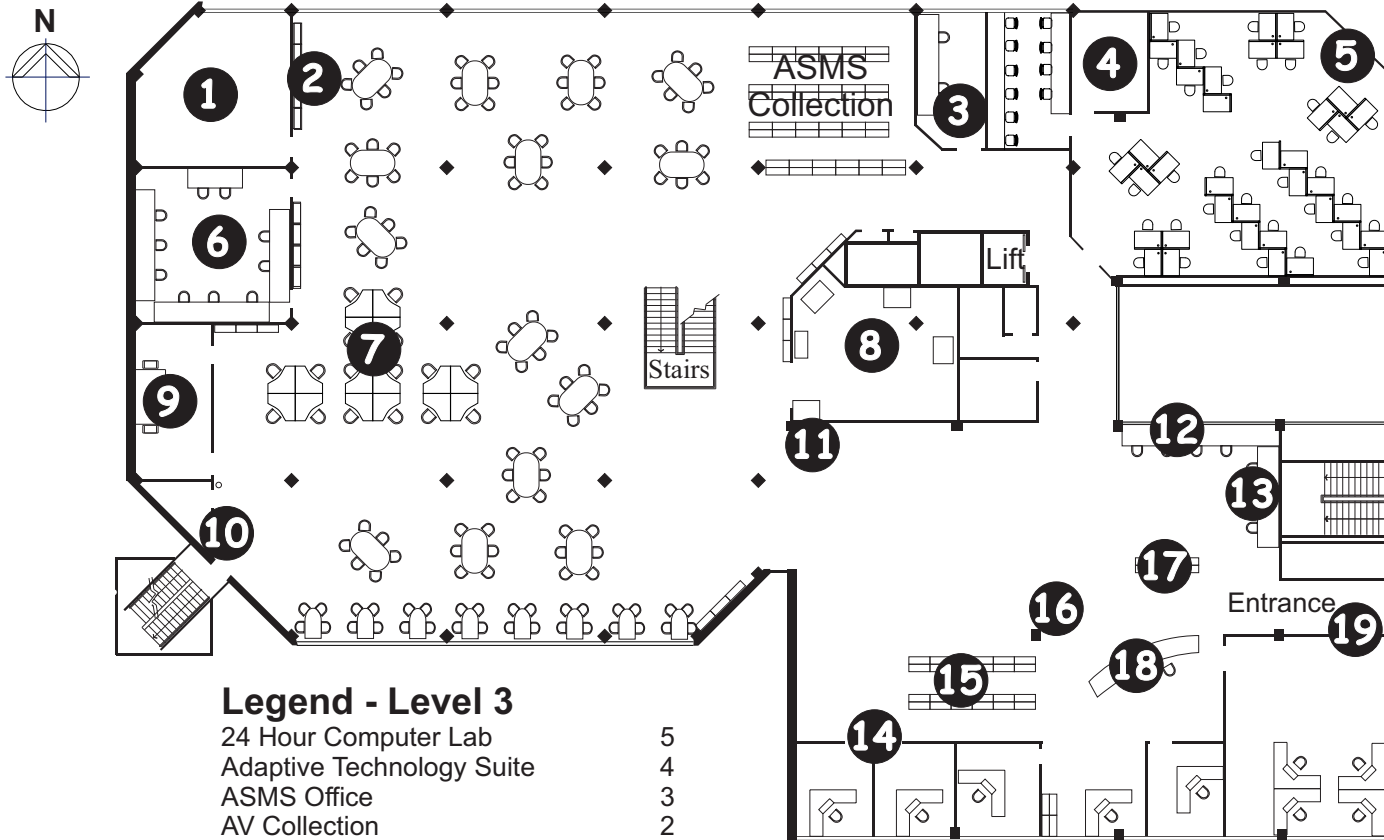 N
1
2
ASMS
Collection
3
4
5
6
Lift
7
8
Stairs
9
11
12
13
10
17
16
Entrance
19
18
15
14
Legend - Level 3
24 Hour Computer Lab 5
Adaptive Technology Suite 4
ASMS Office 3
AV Collection 2